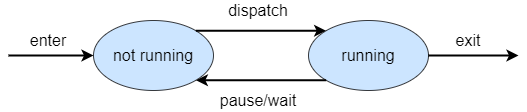 dispatch
enter
not running
running
exit
pause/wait